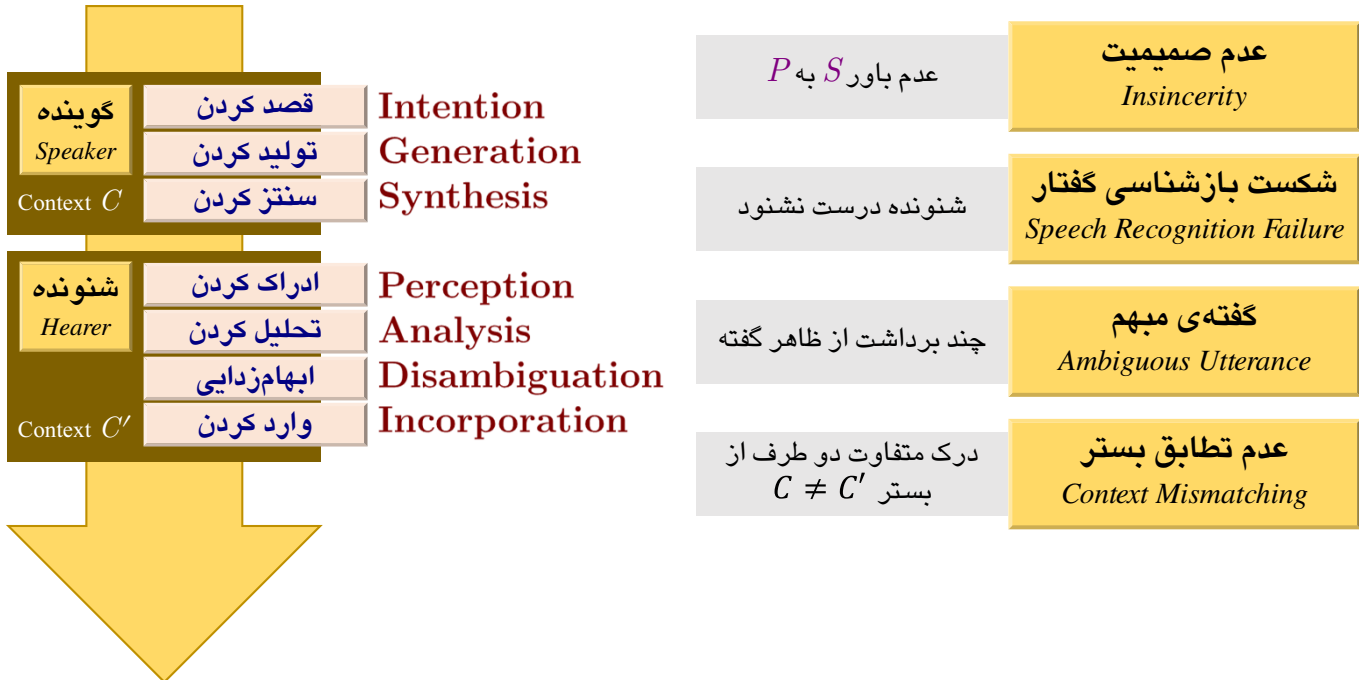 گوینده
Speaker
Context C
قصد کردن
Intention
تولید کردن
Generation
سنتز کردن
Synthesis
شنونده
Hearer
Context C′
ادراک کردن
Perception
تحلیل کردن
Analysis
ابهام‌زدایی
Disambiguation
وارد کردن
Incorporation
عدم صمیمیت
Insincerity
عدم باور S به P
شکست بازشناسی گفتار
Speech Recognition Failure
شنونده درست نشنود
گفته‌ی مبهم
Ambiguous Utterance
چند برداشت از ظاهر گفته
عدم تطابق بستر
Context Mismatching
درک متفاوت دو طرف از
بستر C ≠ C′